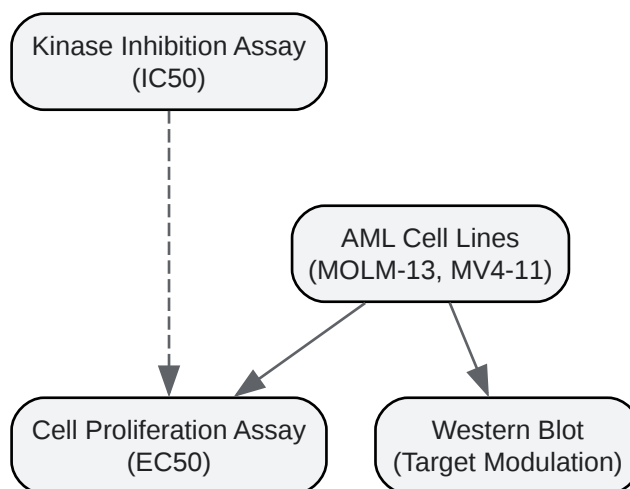 Kinase Inhibition Assay
(IC50)
AML Cell Lines
(MOLM-13, MV4-11)
Cell Proliferation Assay
(EC50)
Western Blot
(Target Modulation)